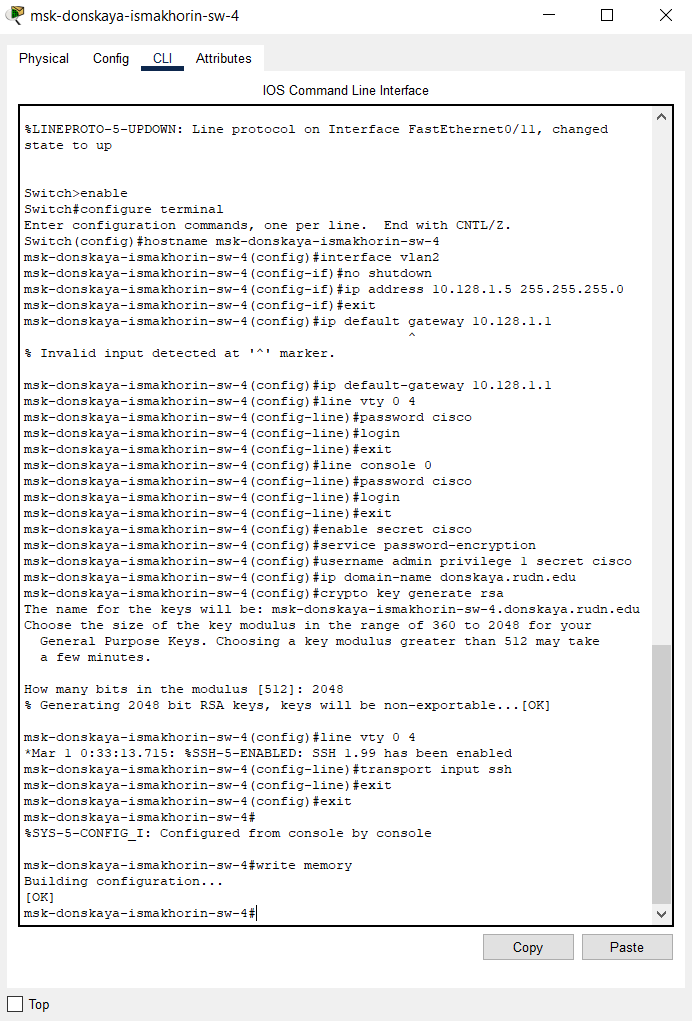 msk-donskaya-ismakhorin-sw-4
Physical Config CLI Attributes
IOS Command Line Interface
%LINEPROTO-5-UPDOWN: Line protocol on Interface FastEthernet0/11, changed
state to up
Switch>enable
Switch#configure terminal
Enter configuration commands, one per line.  End with CNTL/Z.
Switch(config)#hostname msk-donskaya-ismakhorin-sw-4
msk-donskaya-ismakhorin-sw-4(config)#interface vlan2
msk-donskaya-ismakhorin-sw-4(config-if)#no shutdown
msk-donskaya-ismakhorin-sw-4(config-if)#ip address 10.128.1.5 255.255.255.0
msk-donskaya-ismakhorin-sw-4(config-if)#exit
msk-donskaya-ismakhorin-sw-4(config)#ip default gateway 10.128.1.1
^
% Invalid input detected at '^' marker.
msk-donskaya-ismakhorin-sw-4(config)#ip default-gateway 10.128.1.1
msk-donskaya-ismakhorin-sw-4(config)#line vty 0 4
msk-donskaya-ismakhorin-sw-4(config-line)#password cisco
msk-donskaya-ismakhorin-sw-4(config-line)#login
msk-donskaya-ismakhorin-sw-4(config-line)#exit
msk-donskaya-ismakhorin-sw-4(config)#line console 0
msk-donskaya-ismakhorin-sw-4(config-line)#password cisco
msk-donskaya-ismakhorin-sw-4(config-line)#login
msk-donskaya-ismakhorin-sw-4(config-line)#exit
msk-donskaya-ismakhorin-sw-4(config)#enable secret cisco
msk-donskaya-ismakhorin-sw-4(config)#service password-encryption
msk-donskaya-ismakhorin-sw-4(config)#username admin privilege 1 secret cisco
msk-donskaya-ismakhorin-sw-4(config)#ip domain-name donskaya.rudn.edu
msk-donskaya-ismakhorin-sw-4(config)#crypto key generate rsa
The name for the keys will be: msk-donskaya-ismakhorin-sw-4.donskaya.rudn.edu
Choose the size of the key modulus in the range of 360 to 2048 for your
General Purpose Keys. Choosing a key modulus greater than 512 may take
a few minutes.
How many bits in the modulus [512]: 2048
% Generating 2048 bit RSA keys, keys will be non-exportable...[OK]
msk-donskaya-ismakhorin-sw-4(config)#line vty 0 4
*Mar 1 0:33:13.715: %SSH-5-ENABLED: SSH 1.99 has been enabled
msk-donskaya-ismakhorin-sw-4(config-line)#transport input ssh
msk-donskaya-ismakhorin-sw-4(config-line)#exit
msk-donskaya-ismakhorin-sw-4(config)#exit
msk-donskaya-ismakhorin-sw-4#
%SYS-5-CONFIG_I: Configured from console by console
msk-donskaya-ismakhorin-sw-4#write memory
Building configuration...
[OK]
msk-donskaya-ismakhorin-sw-4#
Copy Paste
Top